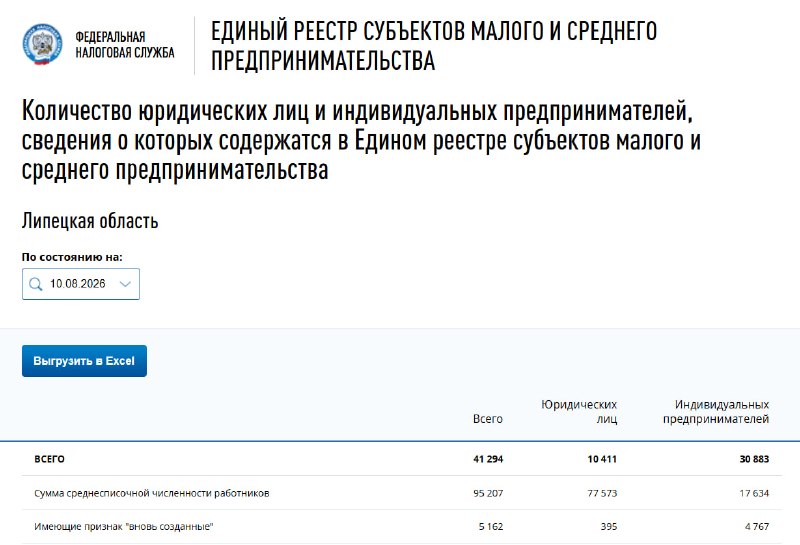 ФЕДЕРАЛЬНАЯ
НАЛОГОВАЯ СЛУЖБА
ЕДИНЫЙ РЕЕСТР СУБЪЕКТОВ МАЛОГО И СРЕДНЕГО
ПРЕДПРИНИМАТЕЛЬСТВА
Количество юридических лиц и индивидуальных предпринимателей,
сведения о которых содержатся в Едином реестре субъектов малого и
среднего предпринимательства
Липецкая область
По состоянию на:
10.08.2026
Выгрузить в Excel
Всего Юридических лиц Индивидуальных предпринимателей
ВСЕГО 41 294 10 411 30 883
Сумма среднесписочной численности работников 95 207 77 573 17 634
Имеющие признак "вновь созданные" 5 162 395 4 767